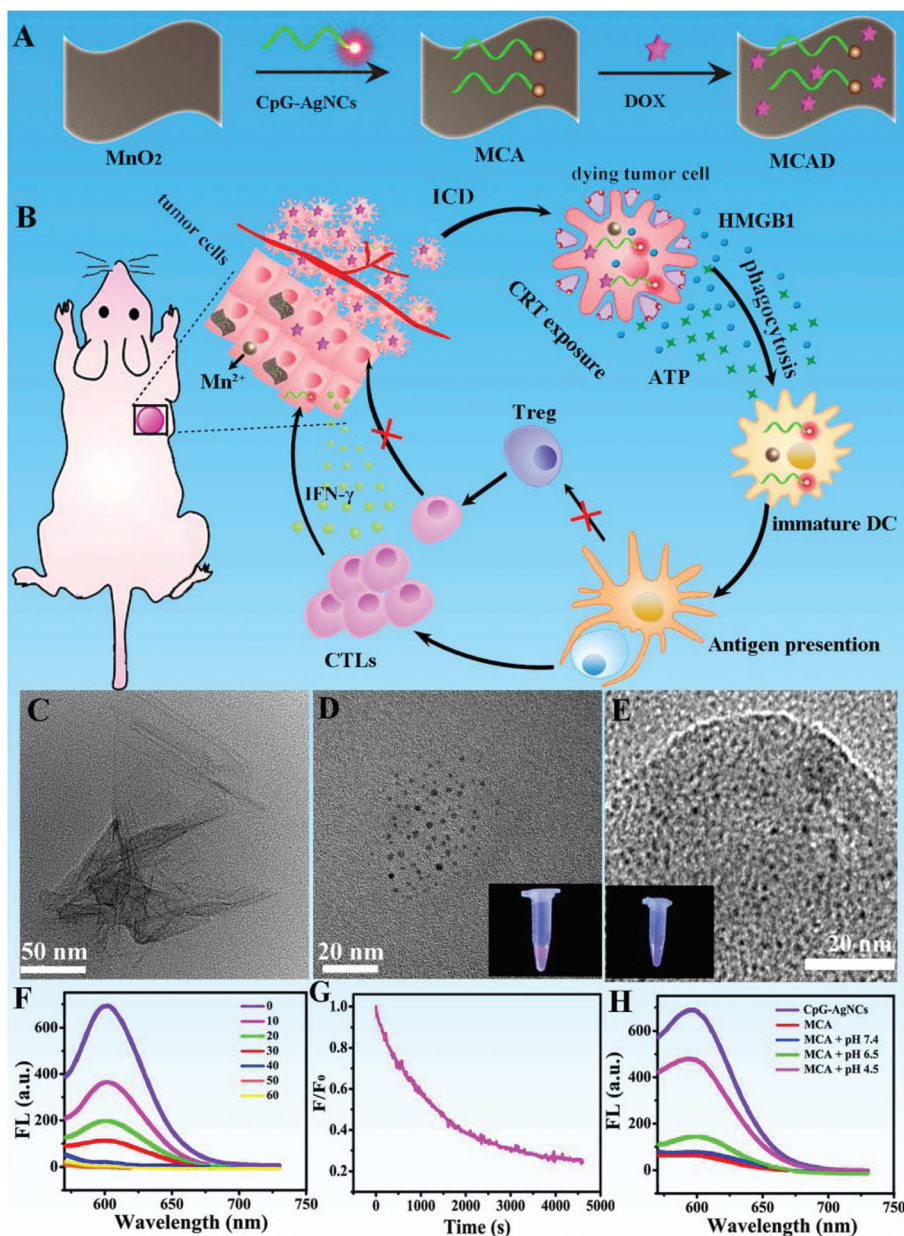 A
CpG-AgNCs
DOX
MnO₂
MCA
MCAD
B
tumor cells
ICD
dying tumor cell
HMGB1
phagocytosis
CRT exposure
ATP
Mn²⁺
Treg
IFN-γ
immature DC
CTLs
Antigen presention
C
50 nm
D
20 nm
E
20 nm
F
FL (a.u.)
600
400
200
0
0
10
20
30
40
50
60
600
650
700
750
Wavelength (nm)
G
F/F₀
1.0
0.8
0.6
0.4
0.2
0
1000
2000
3000
4000
5000
Time (s)
H
FL (a.u.)
600
450
300
150
0
CpG-AgNCs
MCA
MCA + pH 7.4
MCA + pH 6.5
MCA + pH 4.5
600
650
700
750
Wavelength (nm)